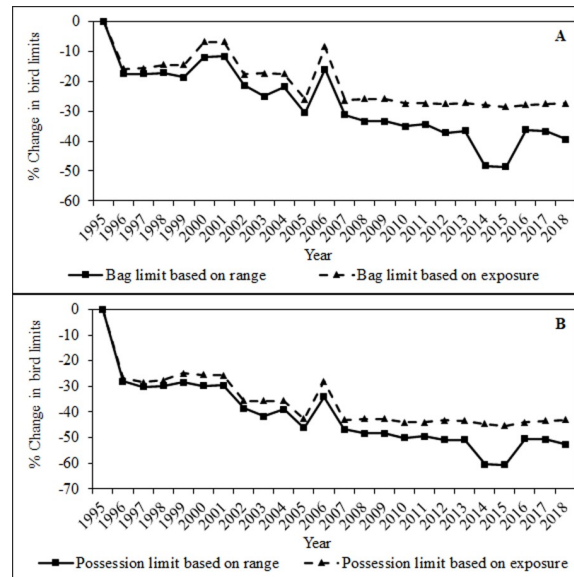 A
% Change in bird limits
0
-10
-20
-30
-40
-50
-60
1995 1996 1997 1998 1999 2000 2001 2002 2003 2004 2005 2006 2007 2008 2009 2010 2011 2012 2013 2014 2015 2016 2017 2018
Year
Bag limit based on range Bag limit based on exposure
B
% Change in bird limits
0
-10
-20
-30
-40
-50
-60
-70
1995 1996 1997 1998 1999 2000 2001 2002 2003 2004 2005 2006 2007 2008 2009 2010 2011 2012 2013 2014 2015 2016 2017 2018
Year
Possession limit based on range Possession limit based on exposure